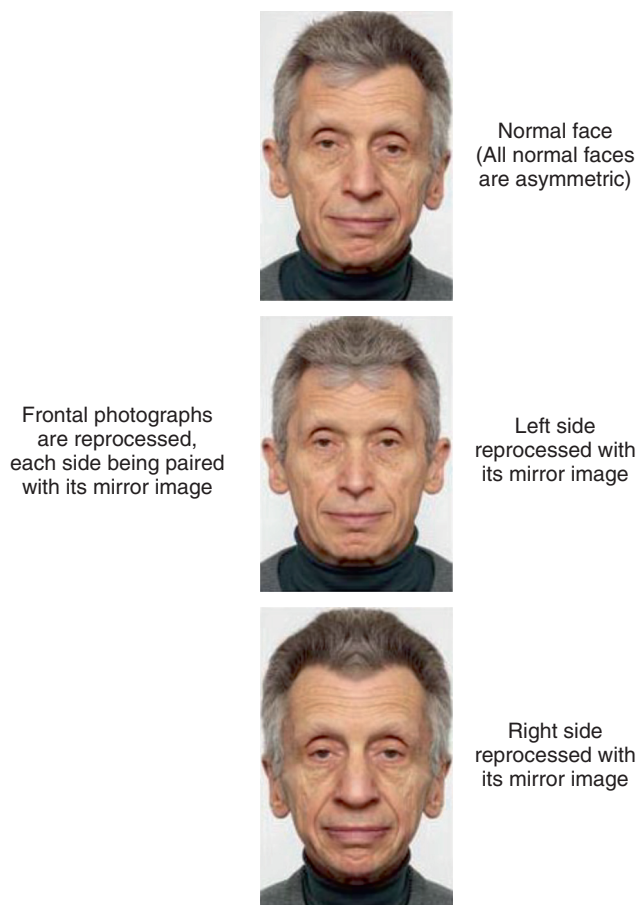 Normal face
(All normal faces
are asymmetric)
Frontal photographs
are reprocessed,
each side being paired
with its mirror image
Left side
reprocessed with
its mirror image
Right side
reprocessed with
its mirror image